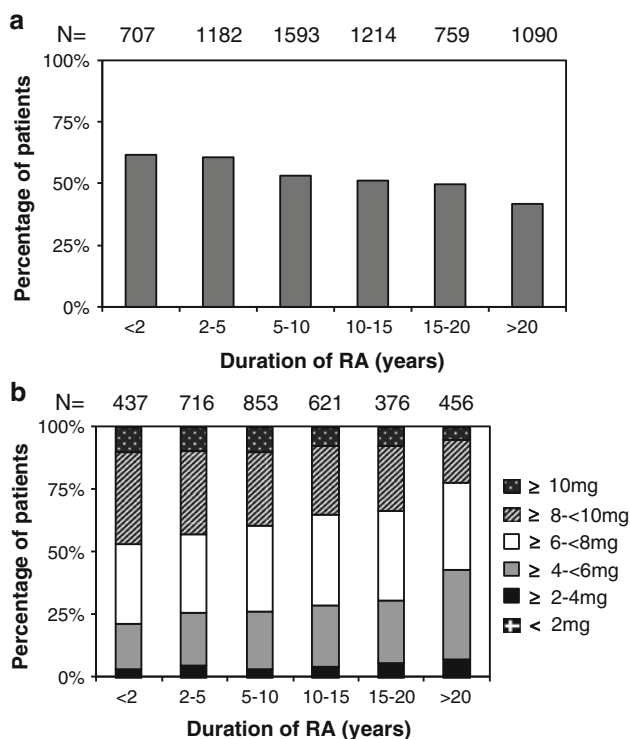 a
N= 707 1182 1593 1214 759 1090
100%
75%
50%
25%
0%
Percentage of patients
<2 2-5 5-10 10-15 15-20 >20
Duration of RA (years)
b
N= 437 716 853 621 376 456
100%
75%
50%
25%
0%
Percentage of patients
<2 2-5 5-10 10-15 15-20 >20
Duration of RA (years)
≥ 10mg
≥ 8-<10mg
≥ 6-<8mg
≥ 4-<6mg
≥ 2-4mg
< 2mg